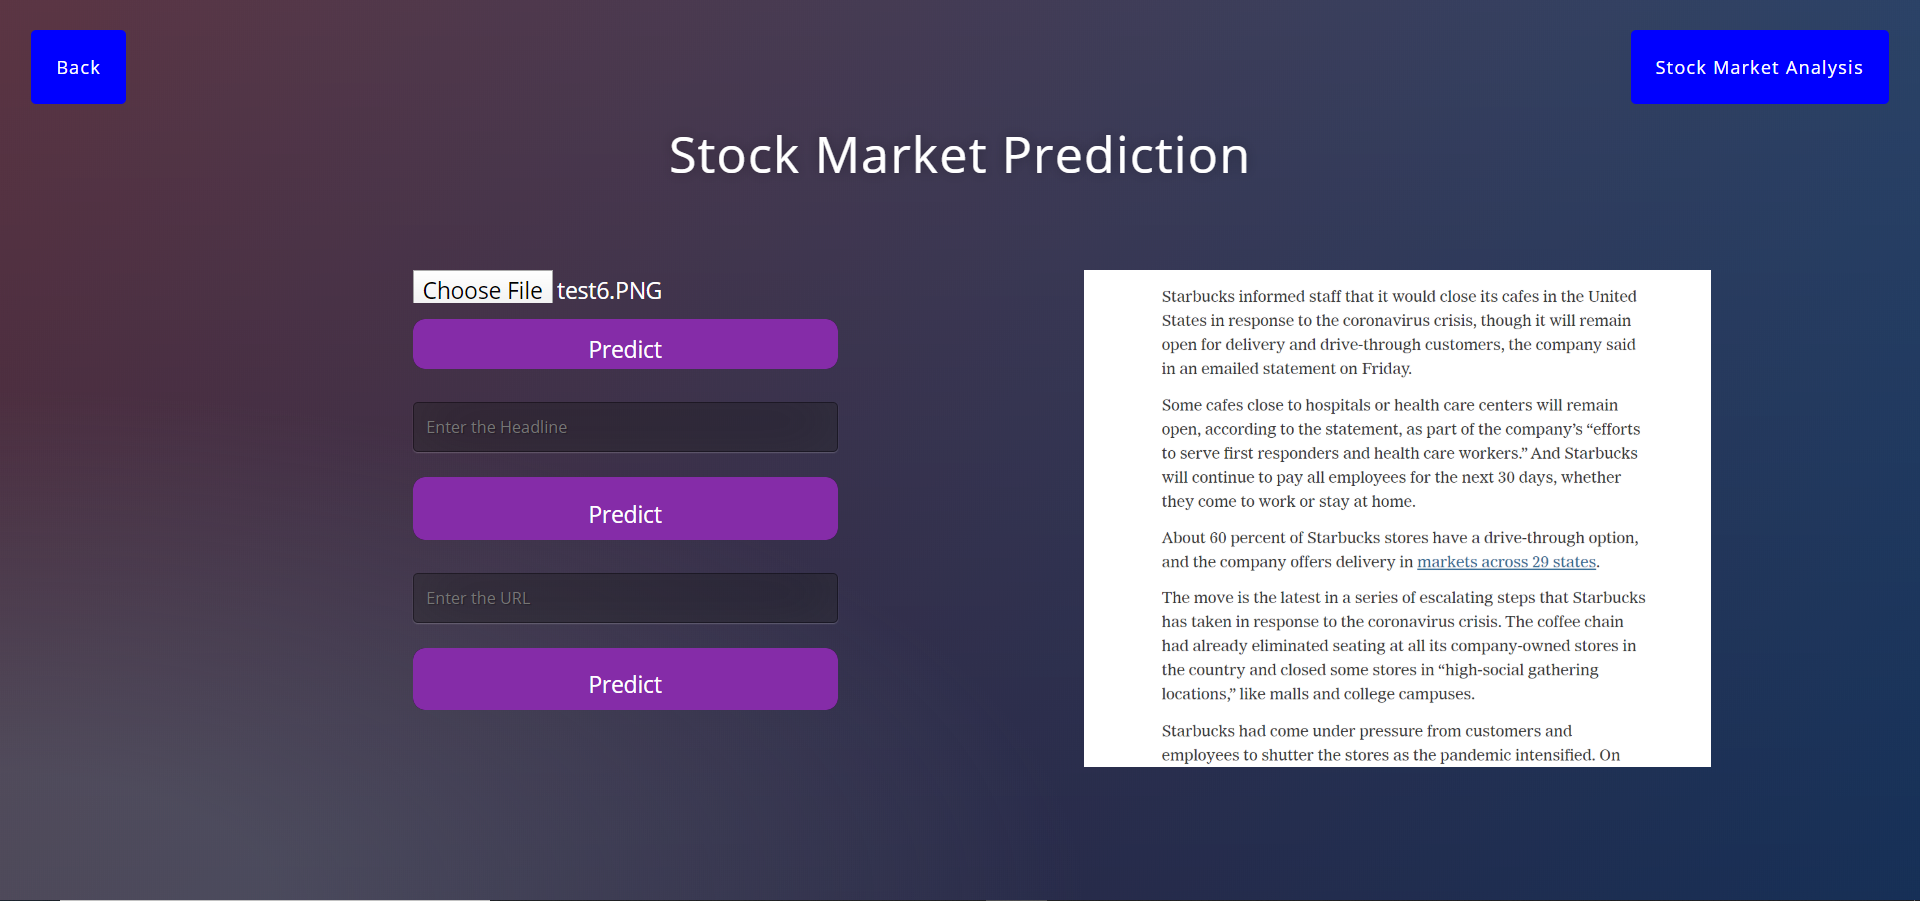 Back
Stock Market Analysis
Stock Market Prediction
Choose File test6.PNG
Predict
Enter the Headline
Predict
Enter the URL
Predict
Starbucks informed staff that it would close its cafes in the United
States in response to the coronavirus crisis, though it will remain
open for delivery and drive-through customers, the company said
in an emailed statement on Friday.
Some cafes close to hospitals or health care centers will remain
open, according to the statement, as part of the company’s “efforts
to serve first responders and health care workers.” And Starbucks
will continue to pay all employees for the next 30 days, whether
they come to work or stay at home.
About 60 percent of Starbucks stores have a drive-through option,
and the company offers delivery in markets across 29 states.
The move is the latest in a series of escalating steps that Starbucks
has taken in response to the coronavirus crisis. The coffee chain
had already eliminated seating at all its company-owned stores in
the country and closed some stores in “high-social gathering
locations,” like malls and college campuses.
Starbucks had come under pressure from customers and
employees to shutter the stores as the pandemic intensified. On